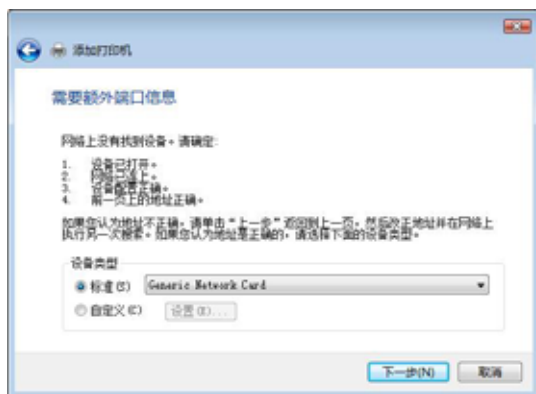 添加打印机
需要额外端口信息
网络上没有找到设备。请确定:
1. 设备已打开。
2. 网络已连上。
3. 设备配置正确。
4. 前一页上的地址正确。
如果您认为地址不正确，请单击“上一步”返回到上一页。然后改正地址并在网络上
执行另一次搜索。如果您认为地址是正确的，请选择下面的设备类型。
设备类型
标准(S) Generic Network Card
自定义(C) 设置(E)...
下一步(N) 取消